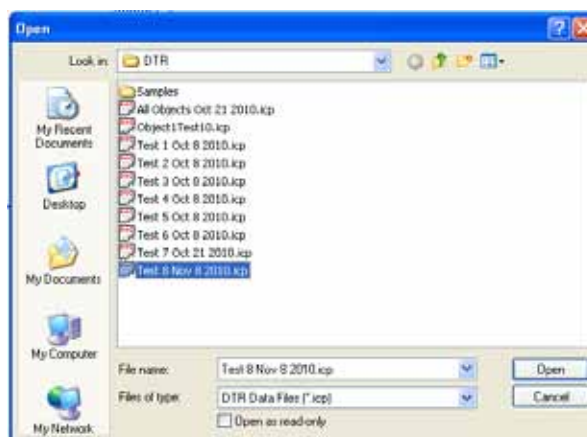 Open
Look in:
DTR
My Recent
Documents
Desktop
My Documents
My Computer
My Network
Samples
All Objects Oct 21 2010.icp
Object1Test10.icp
Test 1 Oct 8 2010.icp
Test 2 Oct 8 2010.icp
Test 3 Oct 8 2010.icp
Test 4 Oct 8 2010.icp
Test 5 Oct 8 2010.icp
Test 6 Oct 8 2010.icp
Test 7 Oct 21 2010.icp
Test 8 Nov 8 2010.icp
File name:
Test 8 Nov 8 2010.icp
Open
Files of type:
DTR Data Files (*.icp)
Cancel
Open as read-only